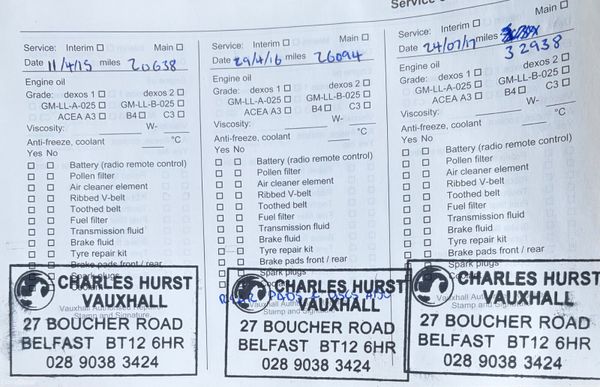 Service
Service: Interim Main
Date 11/4/15 miles 20638
Engine oil
Grade: dexos 1 dexos 2
GM-LL-A-025 GM-LL-B-025
ACEA A3 B4 C3
Viscosity: W-
Anti-freeze, coolant °C
Yes No
Battery (radio remote control)
Pollen filter
Air cleaner element
Ribbed V-belt
Toothed belt
Fuel filter
Transmission fluid
Brake fluid
Tyre repair kit
Brake pads front / rear
Spark plugs
Vauxhall
Stamp and Signature
CHARLES HURST
VAUXHALL
27 BOUCHER ROAD
BELFAST BT12 6HR
028 9038 3424
Service: Interim Main
Date 29/4/16 miles 26094
Engine oil
Grade: dexos 1 dexos 2
GM-LL-A-025 GM-LL-B-025
ACEA A3 B4 C3
Viscosity: W-
Anti-freeze, coolant °C
Yes No
Battery (radio remote control)
Pollen filter
Air cleaner element
Ribbed V-belt
Toothed belt
Fuel filter
Transmission fluid
Brake fluid
Tyre repair kit
Brake pads front / rear
Spark plugs
CHARLES HURST
VAUXHALL
27 BOUCHER ROAD
BELFAST BT12 6HR
028 9038 3424
Service: Interim Main
Date 24/07/17 miles
32938
Engine oil
Grade: dexos 1 dexos 2
GM-LL-A-025 GM-LL-B-025
ACEA A3 B4 C3
Viscosity: W-
Anti-freeze, coolant °C
Yes No
Battery (radio remote control)
Pollen filter
Air cleaner element
Ribbed V-belt
Toothed belt
Fuel filter
Transmission fluid
Brake fluid
Tyre repair kit
Brake pads front / rear
Spark plugs
CHARLES HURST
VAUXHALL
27 BOUCHER ROAD
BELFAST BT12 6HR
028 9038 3424